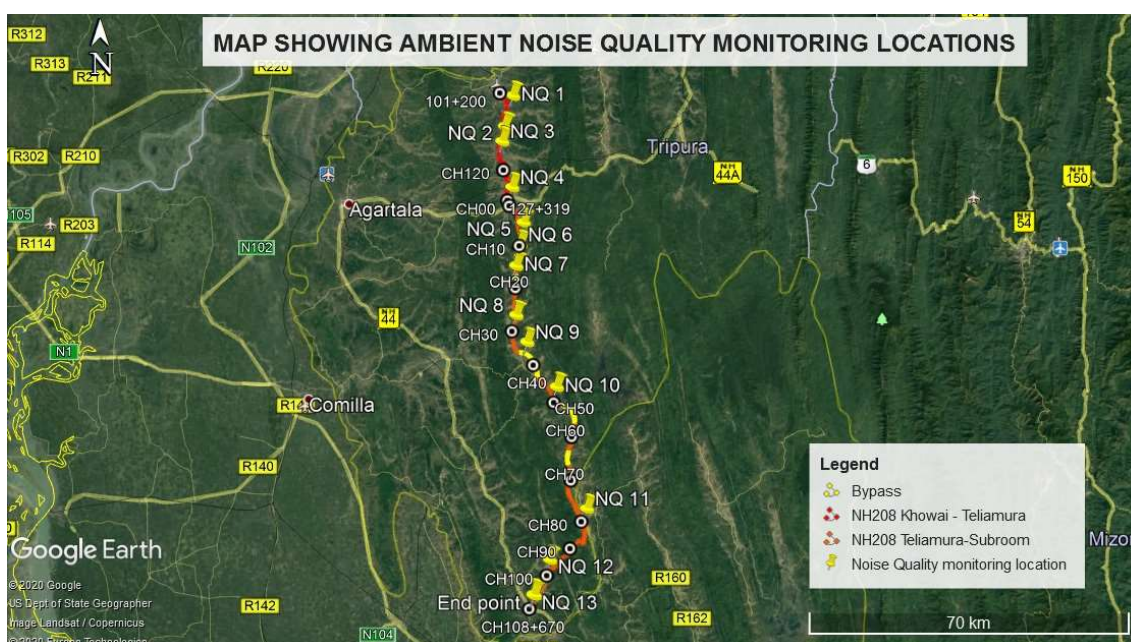 MAP SHOWING AMBIENT NOISE QUALITY MONITORING LOCATIONS
R312
R313
R211
R220
N
101+200
NQ 1
NQ 2
NQ 3
R302
R210
Tripura
CH120
NQ 4
NH
44A
6
NH
150
105
R203
Agartala
CH00
127+319
R114
N102
NQ 5
NQ 6
CH10
54
NQ 7
CH20
NQ 8
44
CH30
NQ 9
N1
CH40
NQ 10
Comilla
CH50
CH60
R140
CH70
Legend
Bypass
NH208 Khowai - Teliamura
NH208 Teliamura-Subroom
Noise Quality monitoring location
NQ 11
CH80
Mizo
Google Earth
CH90
NQ 12
CH100
R160
© 2020 Google
US Dept of State Geographer
Image Landsat / Copernicus
© 2020 Europa Technologies
R142
End point
NQ 13
CH108+670
R162
N104
70 km